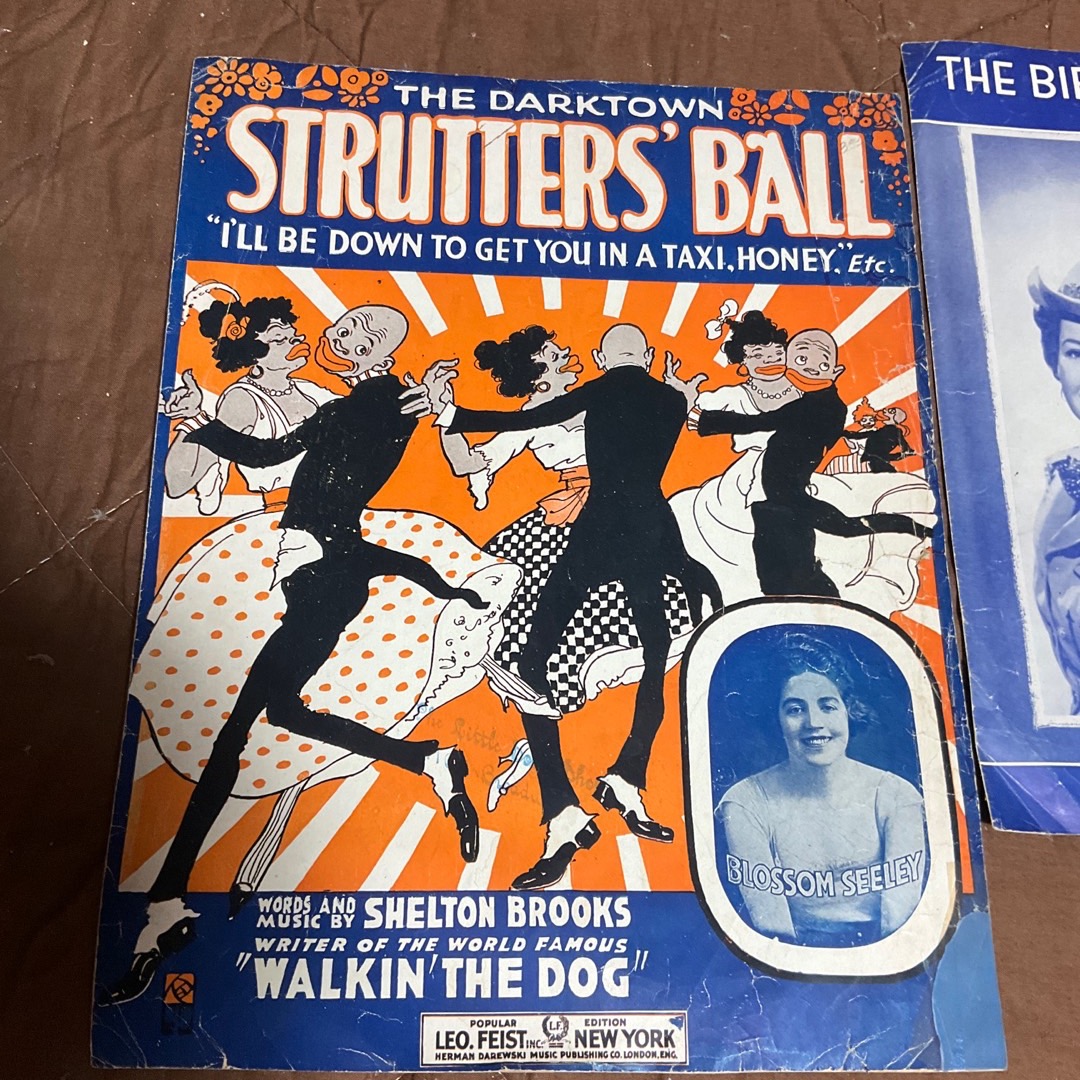 THE DARKTOWN
STRUTTERS' BALL
"I'LL BE DOWN TO GET YOU IN A TAXI, HONEY," Etc.
BLOSSOM SEELEY
WORDS AND
MUSIC BY SHELTON BROOKS
WRITER OF THE WORLD FAMOUS
"WALKIN' THE DOG"
POPULAR EDITION
LEO. FEIST INC. L.F. NEW YORK
HERMAN DAREWSKI MUSIC PUBLISHING CO. LONDON, ENG.
THE